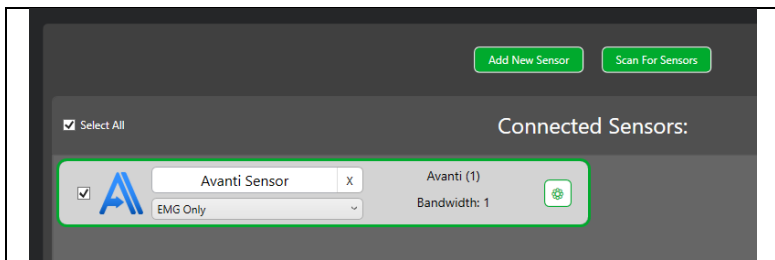 Add New Sensor
Scan For Sensors
Select All
Connected Sensors:
Avanti Sensor
X
Avanti (1)
EMG Only
Bandwidth: 1